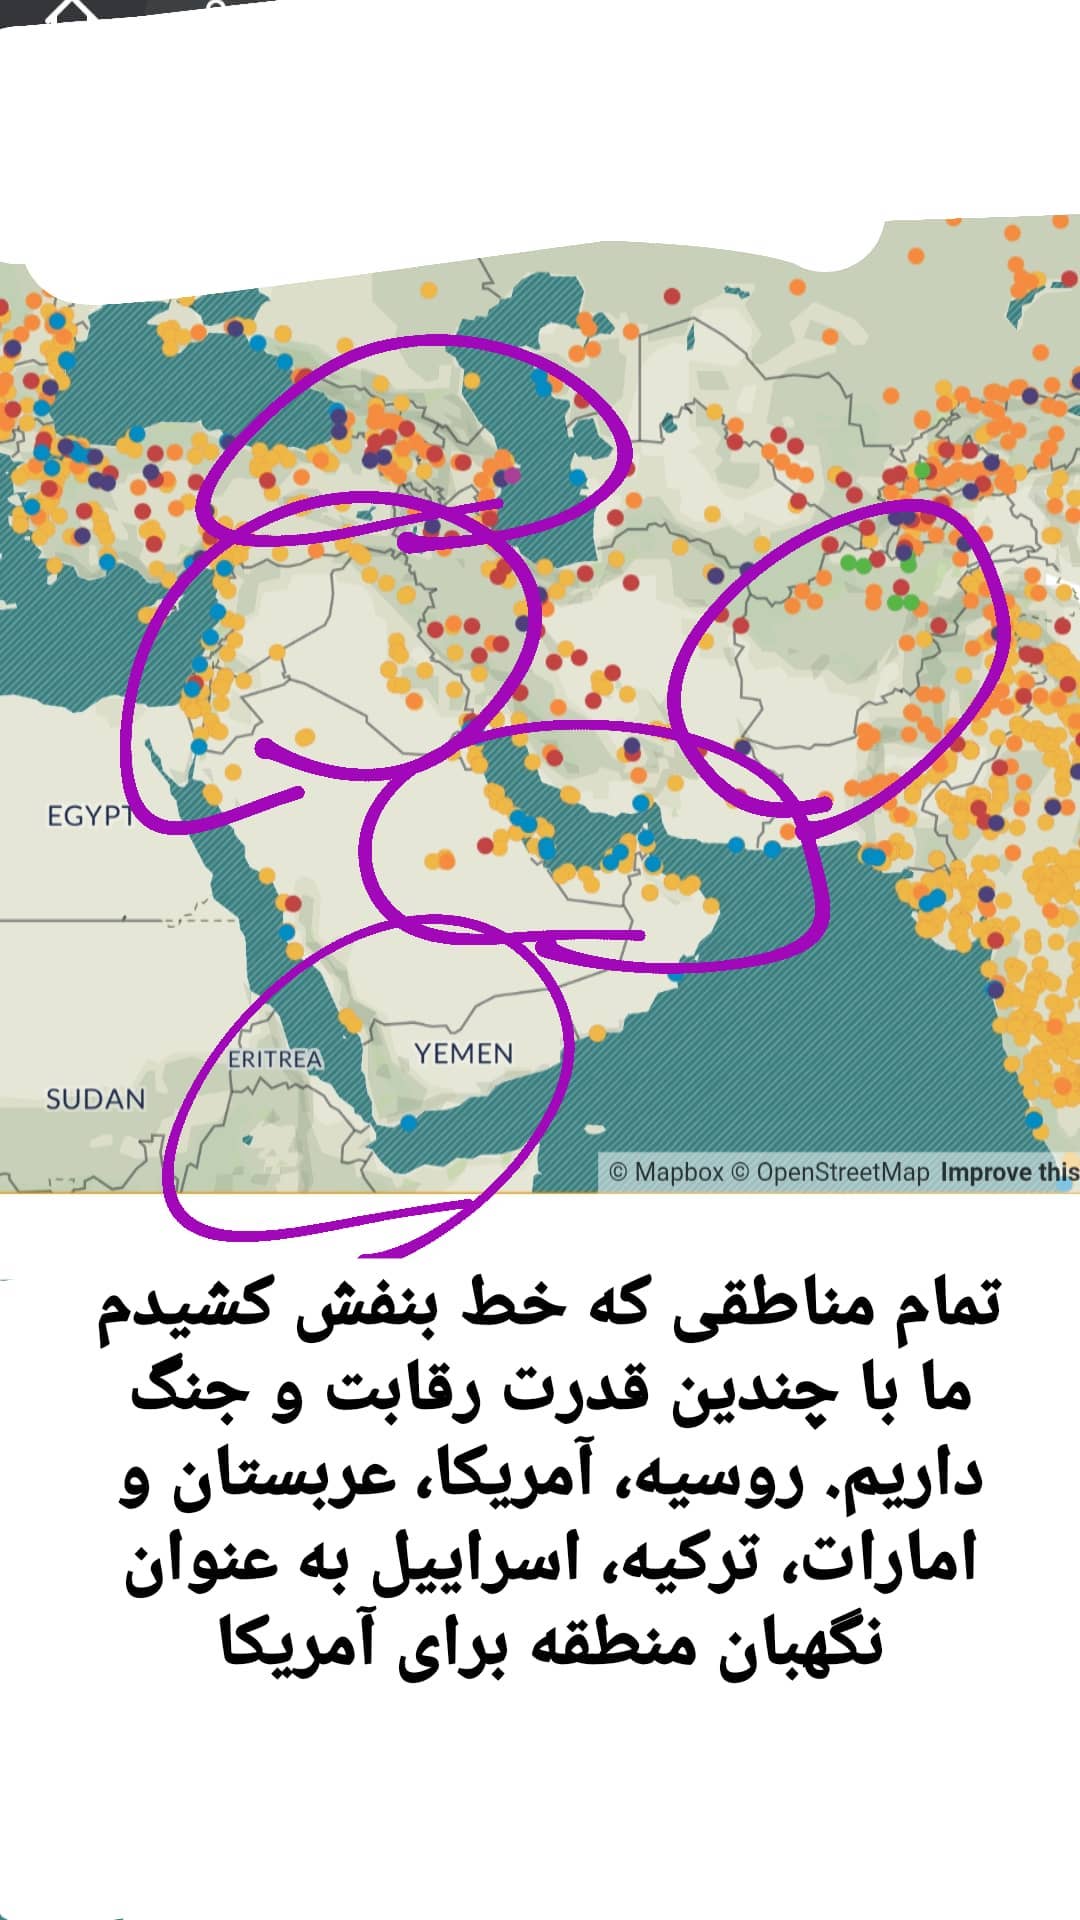 EGYPT
ERITREA
YEMEN
SUDAN
© Mapbox © OpenStreetMap Improve this
تمام مناطقی که خط بنفش کشیدم
ما با چندین قدرت رقابت و جنگ
داریم. روسیه، آمریکا، عربستان و
امارات، ترکیه، اسراییل به عنوان
نگهبان منطقه برای آمریکا